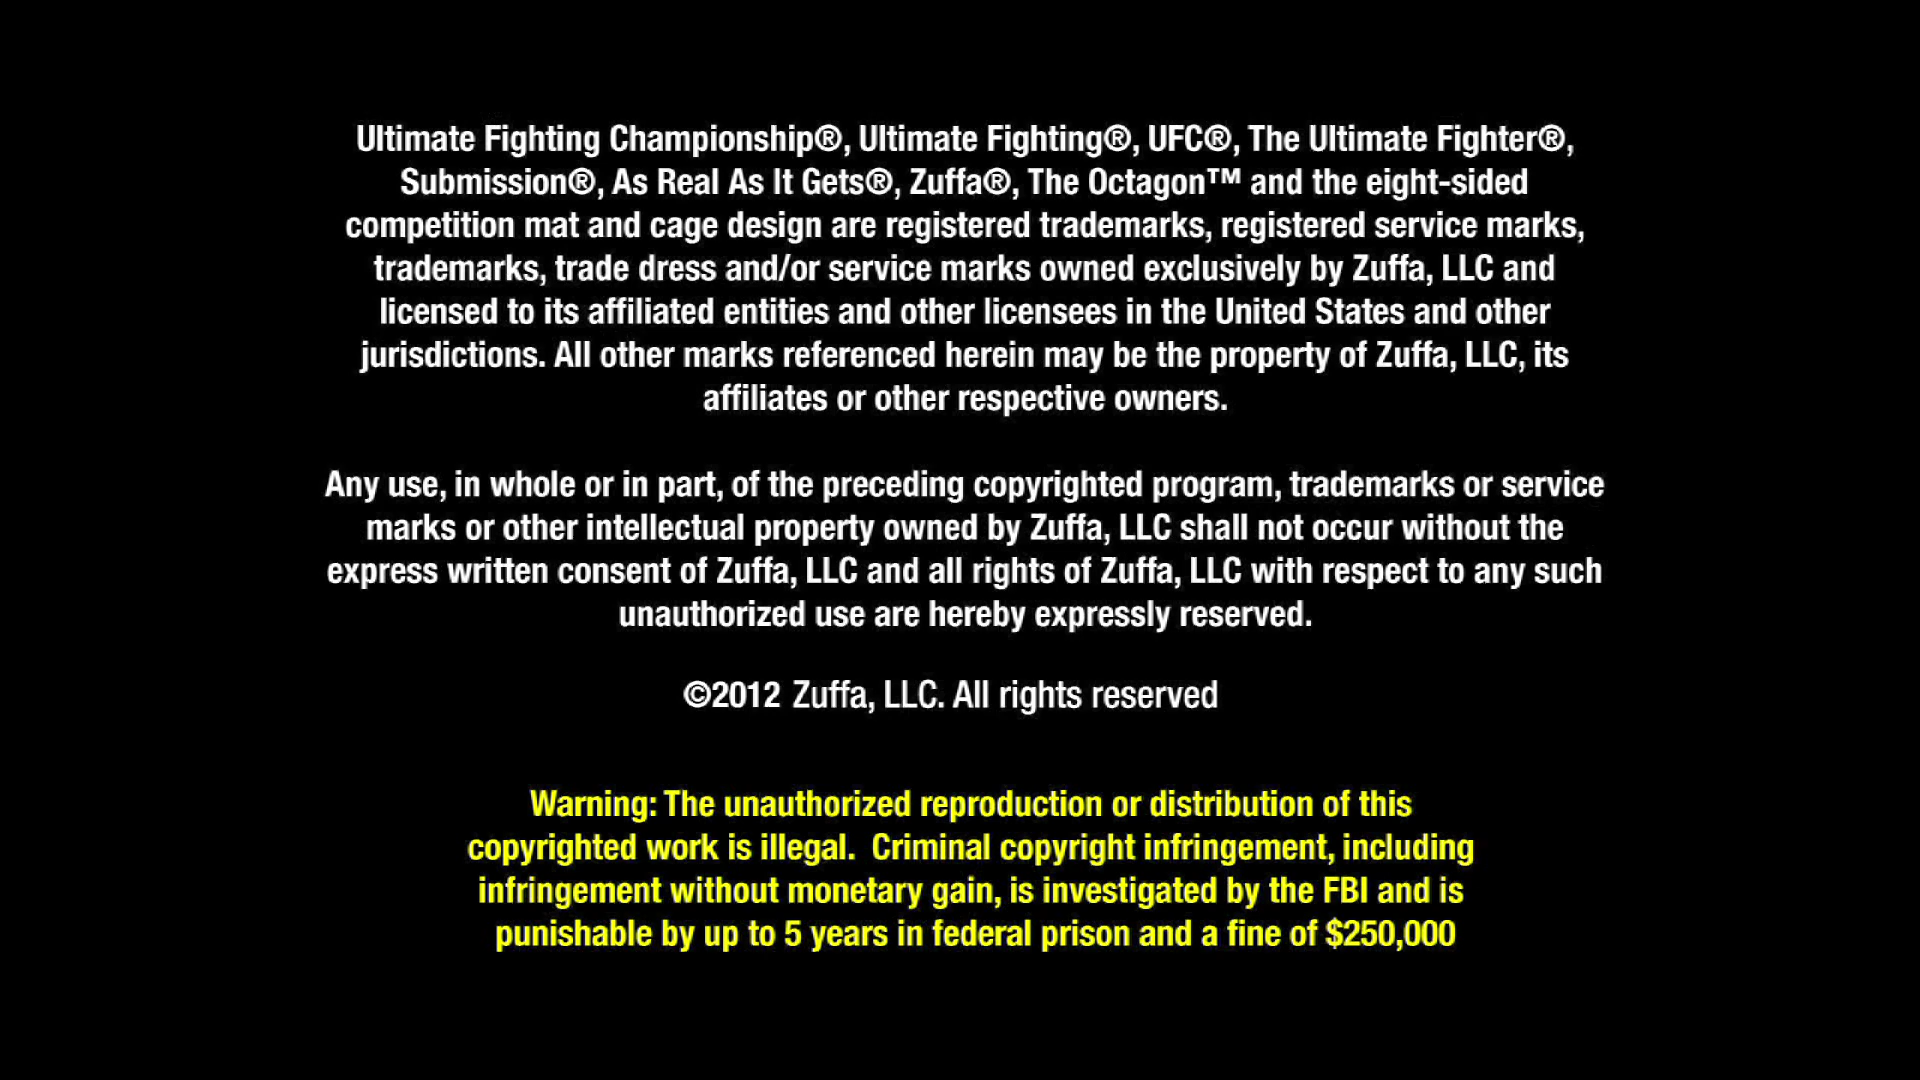 Ultimate Fighting Championship®, Ultimate Fighting®, UFC®, The Ultimate Fighter®,
Submission®, As Real As It Gets®, Zuffa®, The Octagon™ and the eight-sided
competition mat and cage design are registered trademarks, registered service marks,
trademarks, trade dress and/or service marks owned exclusively by Zuffa, LLC and
licensed to its affiliated entities and other licensees in the United States and other
jurisdictions. All other marks referenced herein may be the property of Zuffa, LLC, its
affiliates or other respective owners.
Any use, in whole or in part, of the preceding copyrighted program, trademarks or service
marks or other intellectual property owned by Zuffa, LLC shall not occur without the
express written consent of Zuffa, LLC and all rights of Zuffa, LLC with respect to any such
unauthorized use are hereby expressly reserved.
©2012 Zuffa, LLC. All rights reserved
Warning: The unauthorized reproduction or distribution of this
copyrighted work is illegal.  Criminal copyright infringement, including
infringement without monetary gain, is investigated by the FBI and is
punishable by up to 5 years in federal prison and a fine of $250,000